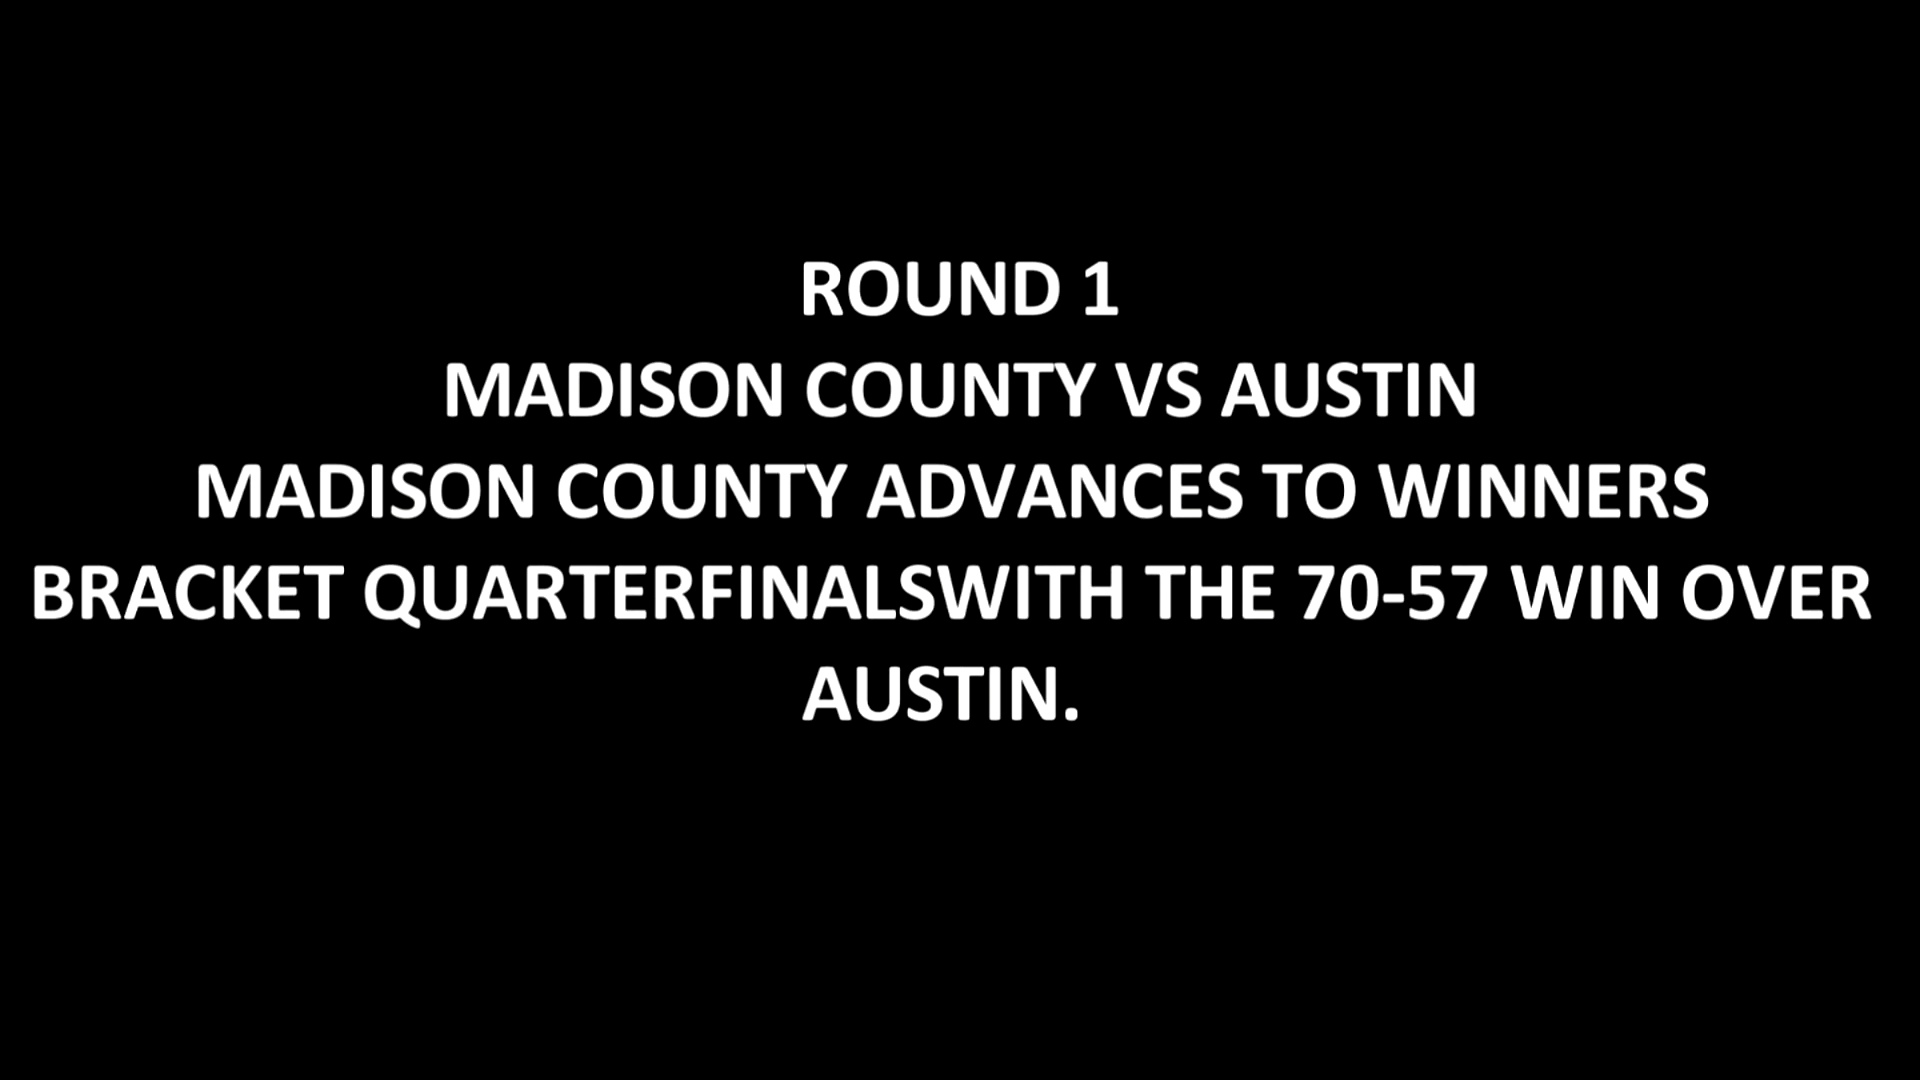 ROUND 1
MADISON COUNTY VS AUSTIN
MADISON COUNTY ADVANCES TO WINNERS
BRACKET QUARTERFINALSWITH THE 70-57 WIN OVER
AUSTIN.